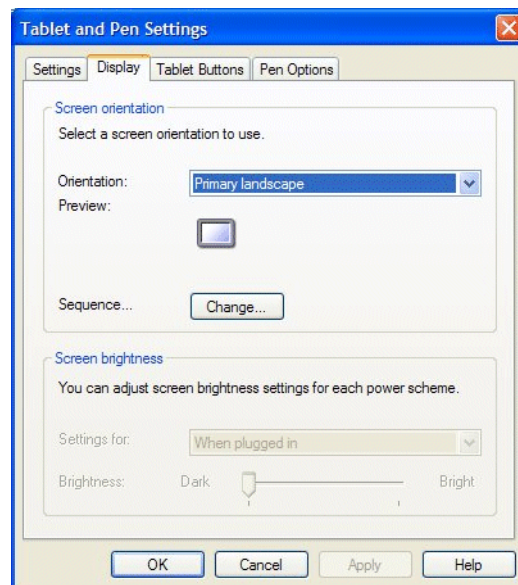 Tablet and Pen Settings
Settings Display Tablet Buttons Pen Options
Screen orientation
Select a screen orientation to use.
Orientation: Primary landscape
Preview:
Sequence... Change...
Screen brightness
You can adjust screen brightness settings for each power scheme.
Settings for: When plugged in
Brightness: Dark Bright
OK Cancel Apply Help